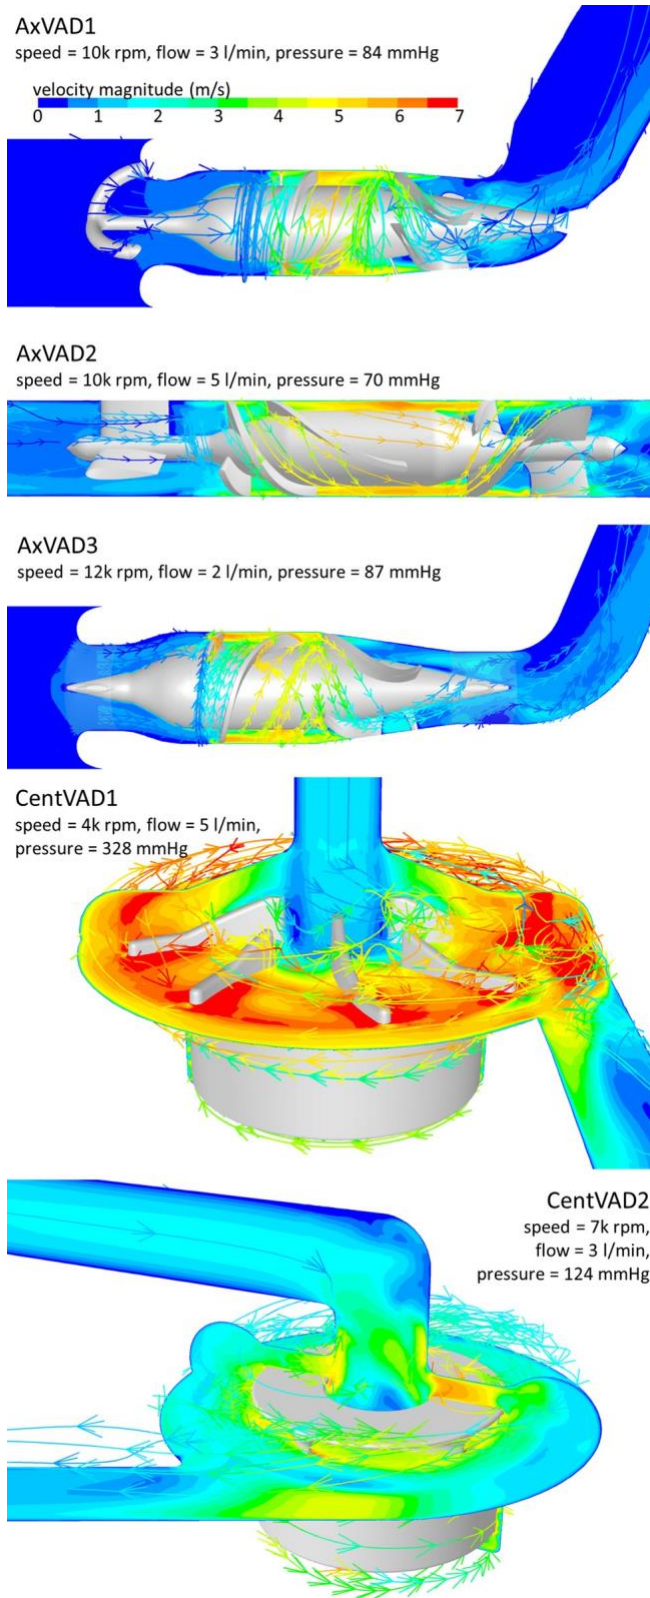 AxVAD1
speed = 10k rpm, flow = 3 l/min, pressure = 84 mmHg
velocity magnitude (m/s)
0 1 2 3 4 5 6 7
AxVAD2
speed = 10k rpm, flow = 5 l/min, pressure = 70 mmHg
AxVAD3
speed = 12k rpm, flow = 2 l/min, pressure = 87 mmHg
CentVAD1
speed = 4k rpm, flow = 5 l/min,
pressure = 328 mmHg
CentVAD2
speed = 7k rpm,
flow = 3 l/min,
pressure = 124 mmHg